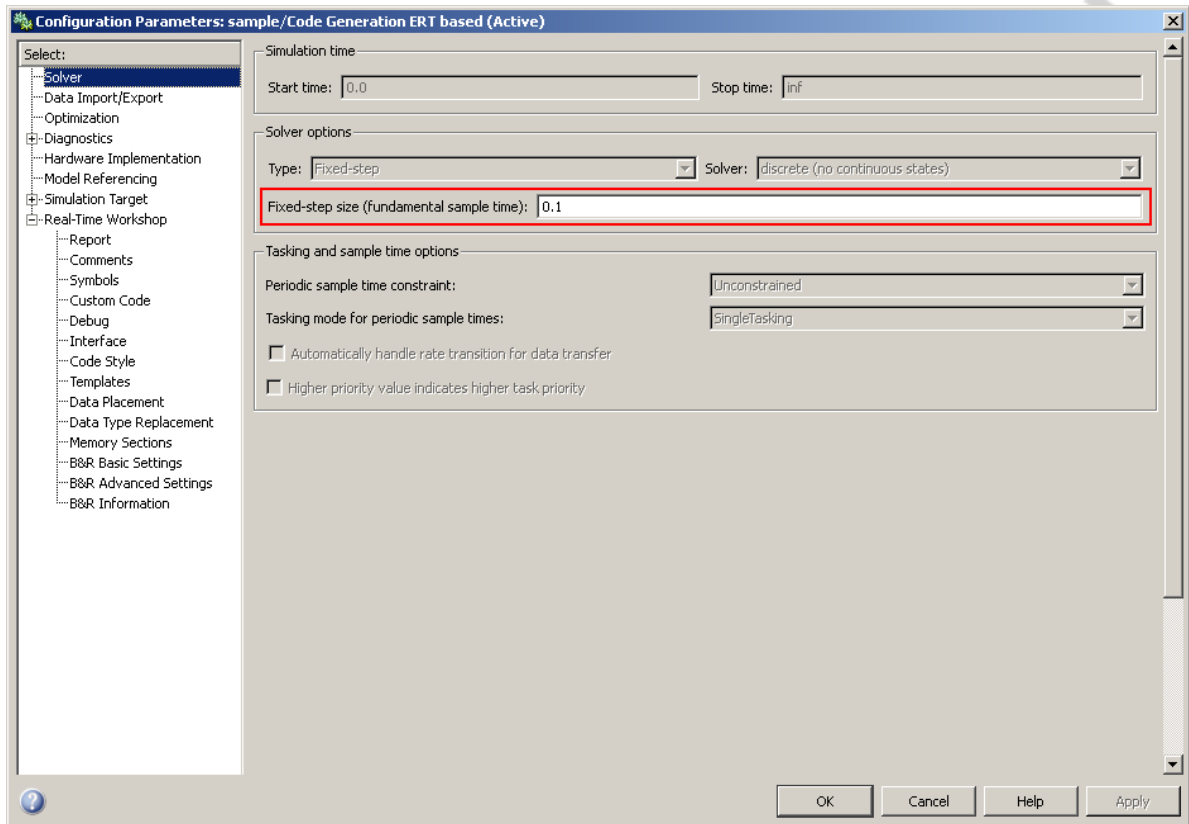 Configuration Parameters: sample/Code Generation ERT based (Active)
Select:
Solver
Data Import/Export
Optimization
Diagnostics
Hardware Implementation
Model Referencing
Simulation Target
Real-Time Workshop
Report
Comments
Symbols
Custom Code
Debug
Interface
Code Style
Templates
Data Placement
Data Type Replacement
Memory Sections
B&R Basic Settings
B&R Advanced Settings
B&R Information
Simulation time
Start time: 0.0 Stop time: inf
Solver options
Type: Fixed-step Solver: discrete (no continuous states)
Fixed-step size (fundamental sample time): 0.1
Tasking and sample time options
Periodic sample time constraint: Unconstrained
Tasking mode for periodic sample times: SingleTasking
Automatically handle rate transition for data transfer
Higher priority value indicates higher task priority
OK Cancel Help Apply